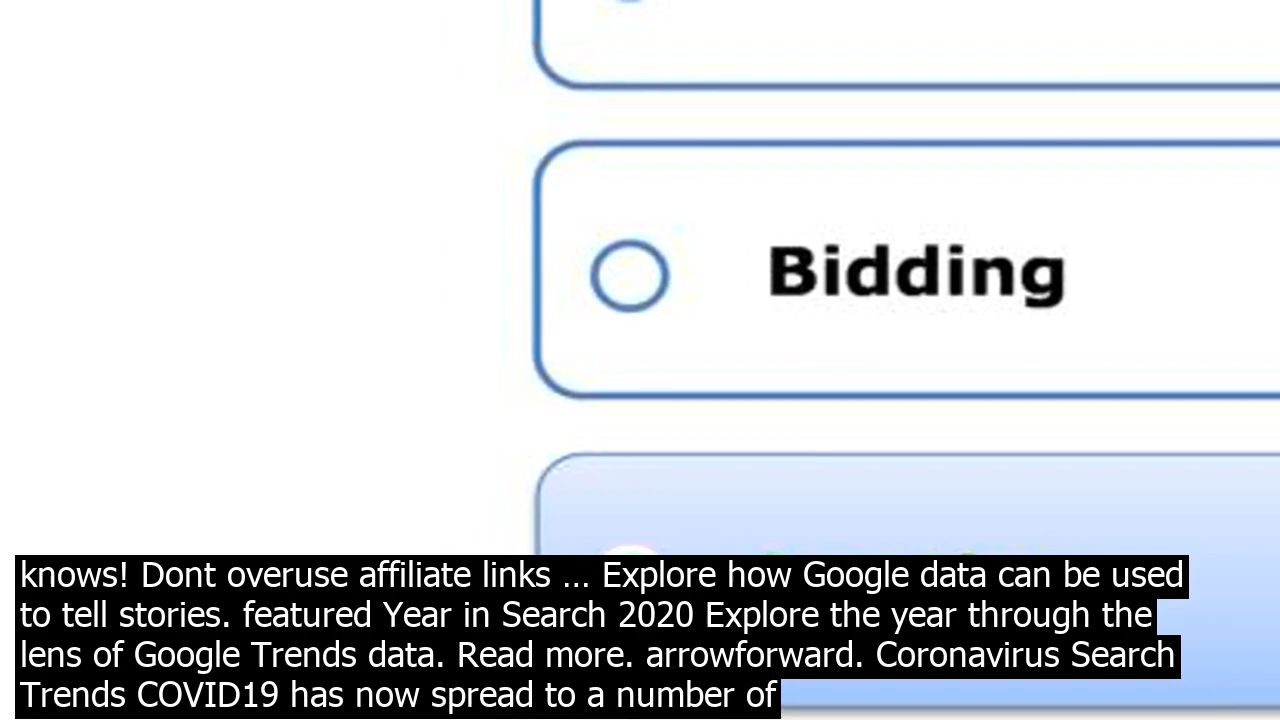 Bidding
knows! Dont overuse affiliate links ... Explore how Google data can be used
to tell stories. featured Year in Search 2020 Explore the year through the
lens of Google Trends data. Read more. arrowforward. Coronavirus Search
Trends COVID19 has now spread to a number of